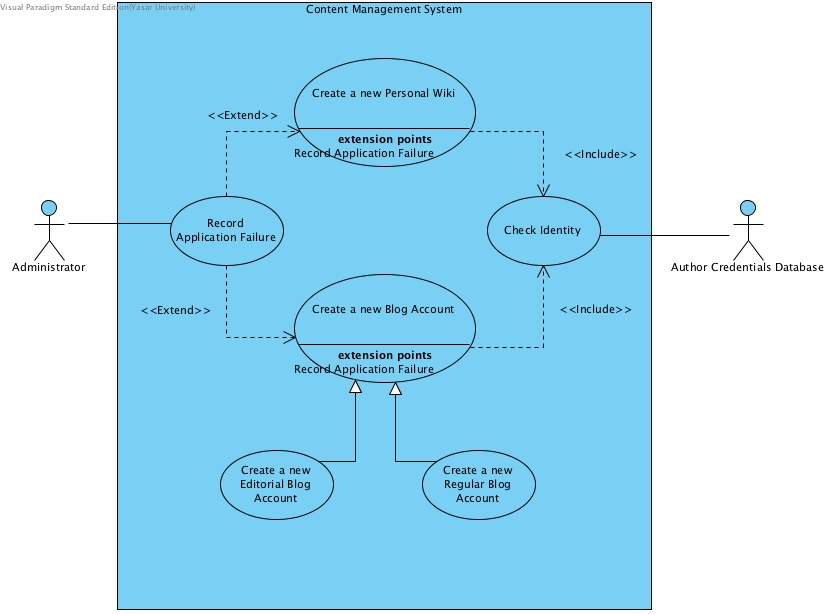 Visual Paradigm Standard Edition(Yasar University)
Content Management System
Create a new Personal Wiki
<<Extend>>
extension points
Record Application Failure
<<Include>>
Record
Application Failure
Check Identity
Administrator
Author Credentials Database
<<Extend>>
Create a new Blog Account
<<Include>>
extension points
Record Application Failure
Create a new
Editorial Blog
Account
Create a new
Regular Blog
Account